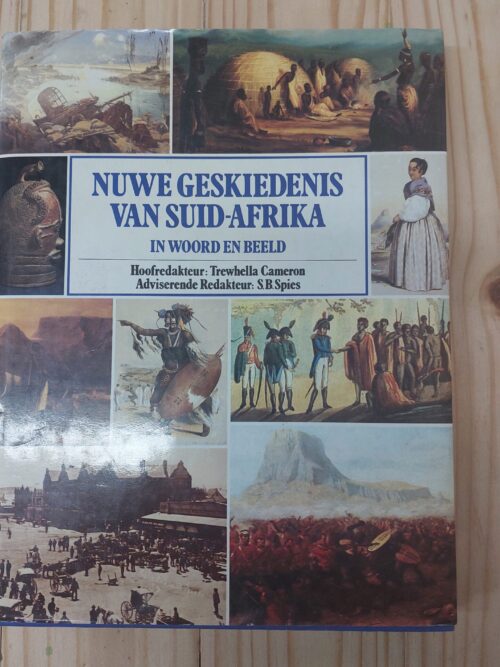 NUWE GESKIEDENIS
VAN SUID-AFRIKA
IN WOORD EN BEELD
Hoofredakteur: Trewhella Cameron
Adviserende Redakteur: S.B. Spies